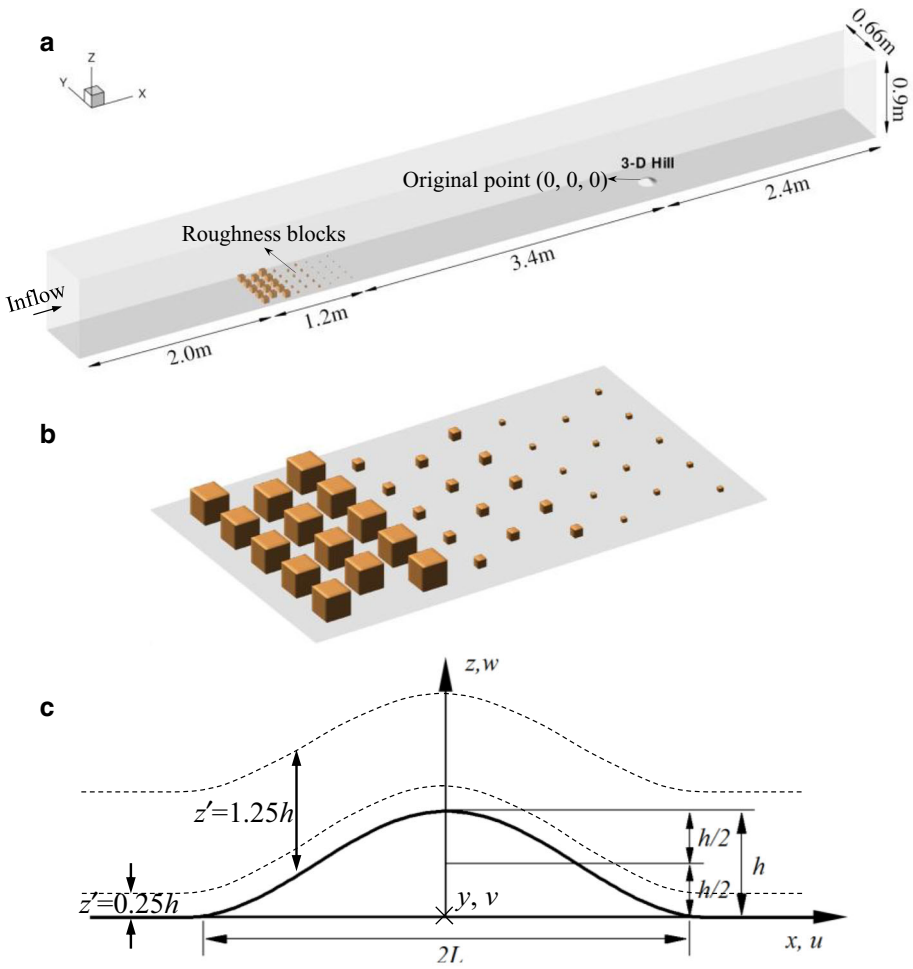 a
0.66m
0.9m
Z
Y
X
3-D Hill
Original point (0, 0, 0)
2.4m
Roughness blocks
3.4m
Inflow
1.2m
2.0m
b
c
z,w
z′=1.25h
h/2
h
h/2
z′=0.25h
y, v
x, u
2L